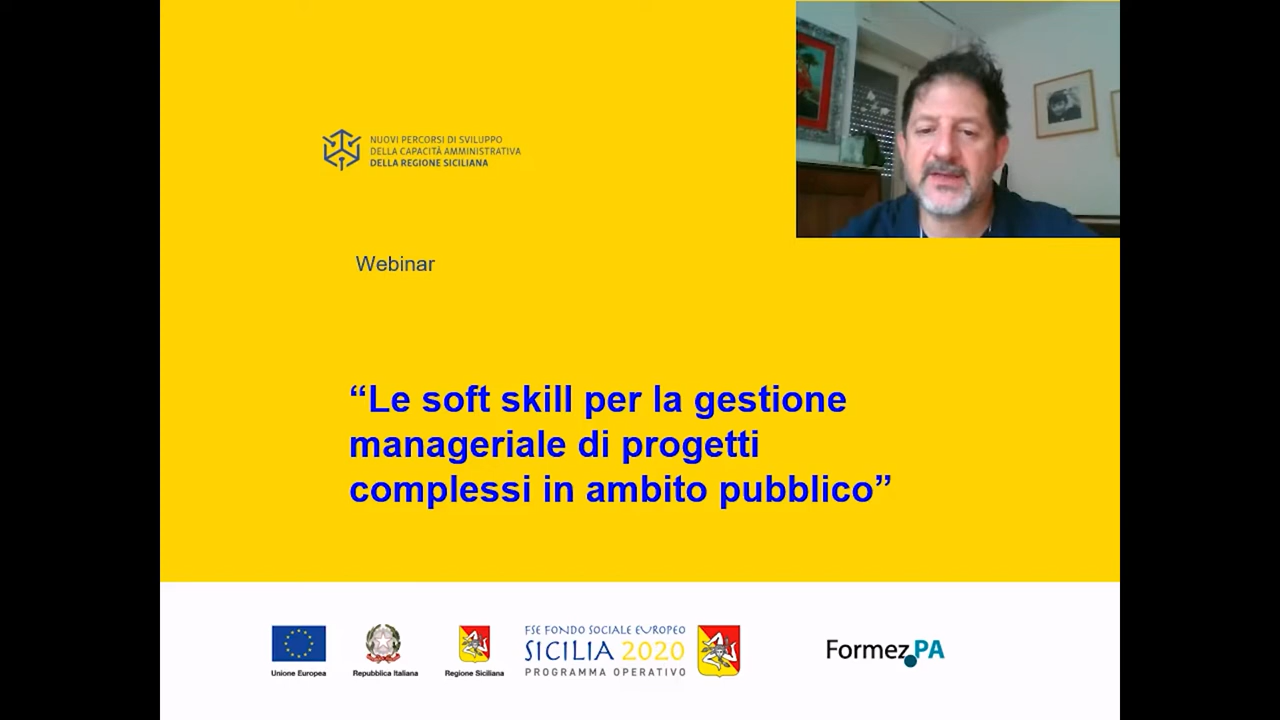 NUOVI PERCORSI DI SVILUPPO
DELLA CAPACITÀ AMMINISTRATIVA
DELLA REGIONE SICILIANA
Webinar
“Le soft skill per la gestione
manageriale di progetti
complessi in ambito pubblico”
Unione Europea
Repubblica Italiana
Regione Siciliana
FSE FONDO SOCIALE EUROPEO
SICILIA 2020
PROGRAMMA OPERATIVO
Formez PA